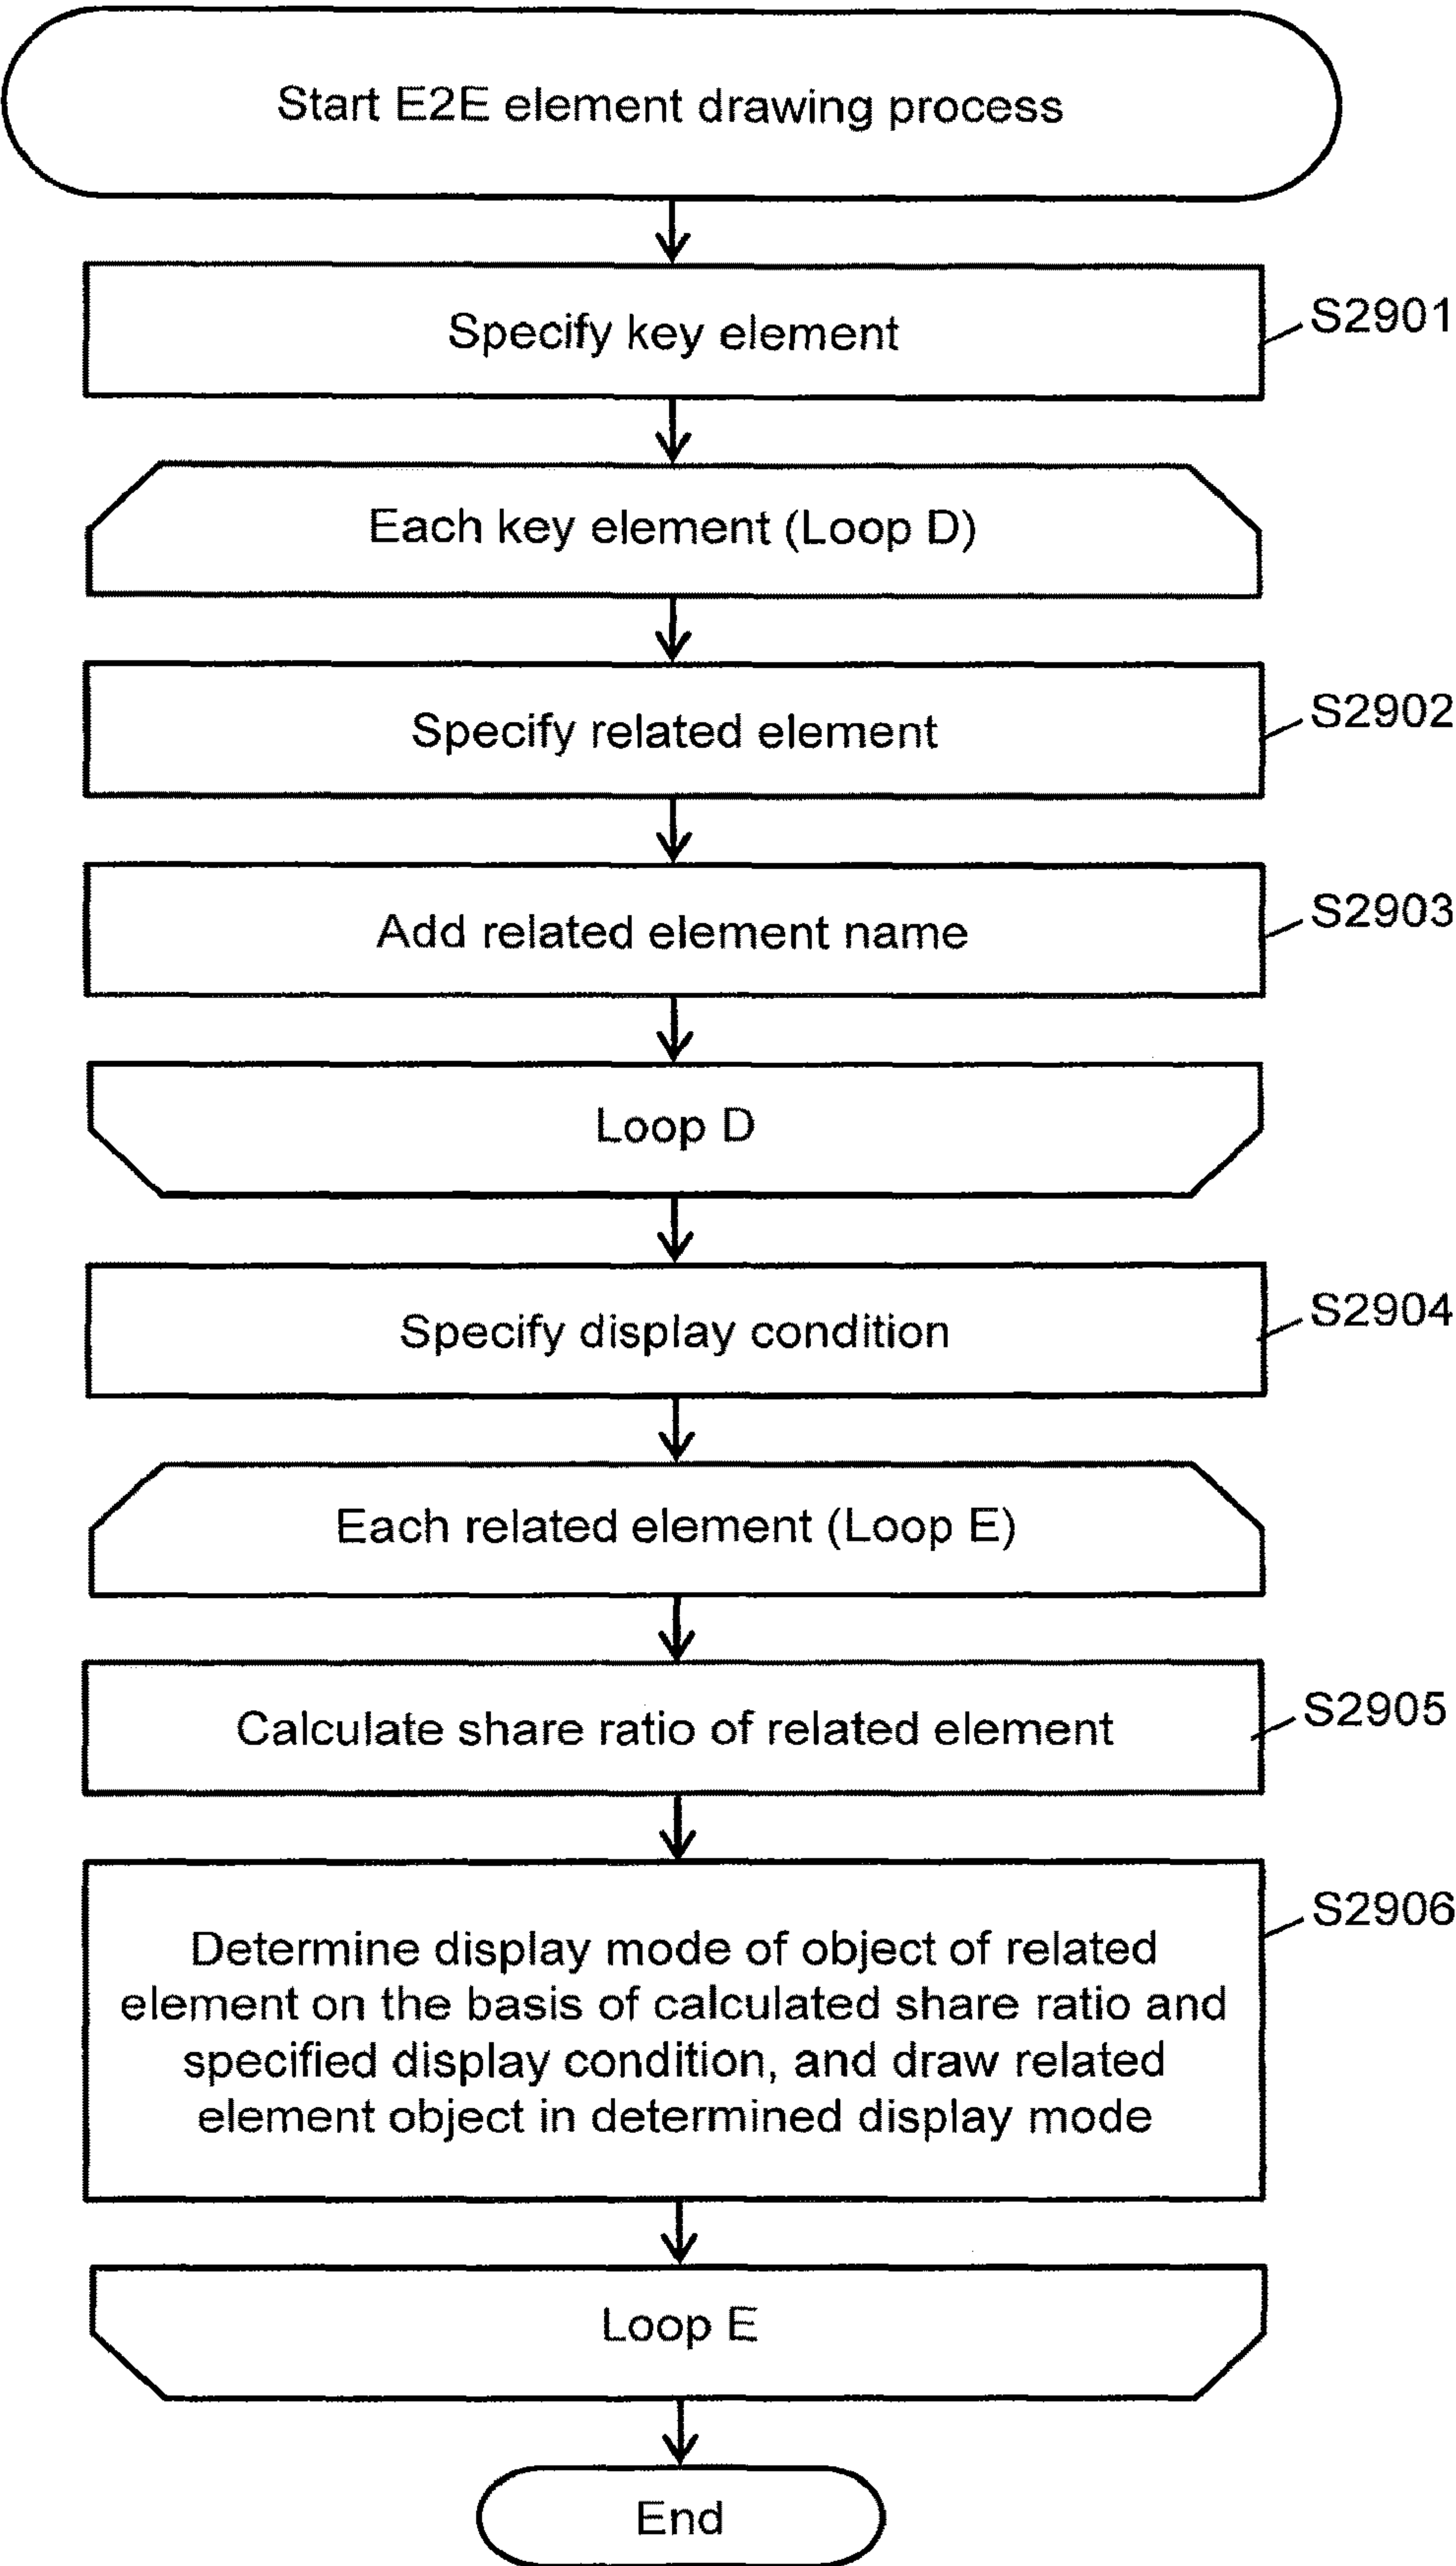 Start E2E element drawing process
Specify key element
S2901
Each key element (Loop D)
Specify related element
S2902
Add related element name
S2903
Loop D
Specify display condition
S2904
Each related element (Loop E)
Calculate share ratio of related element
S2905
Determine display mode of object of related
element on the basis of calculated share ratio and
specified display condition, and draw related
element object in determined display mode
S2906
Loop E
End